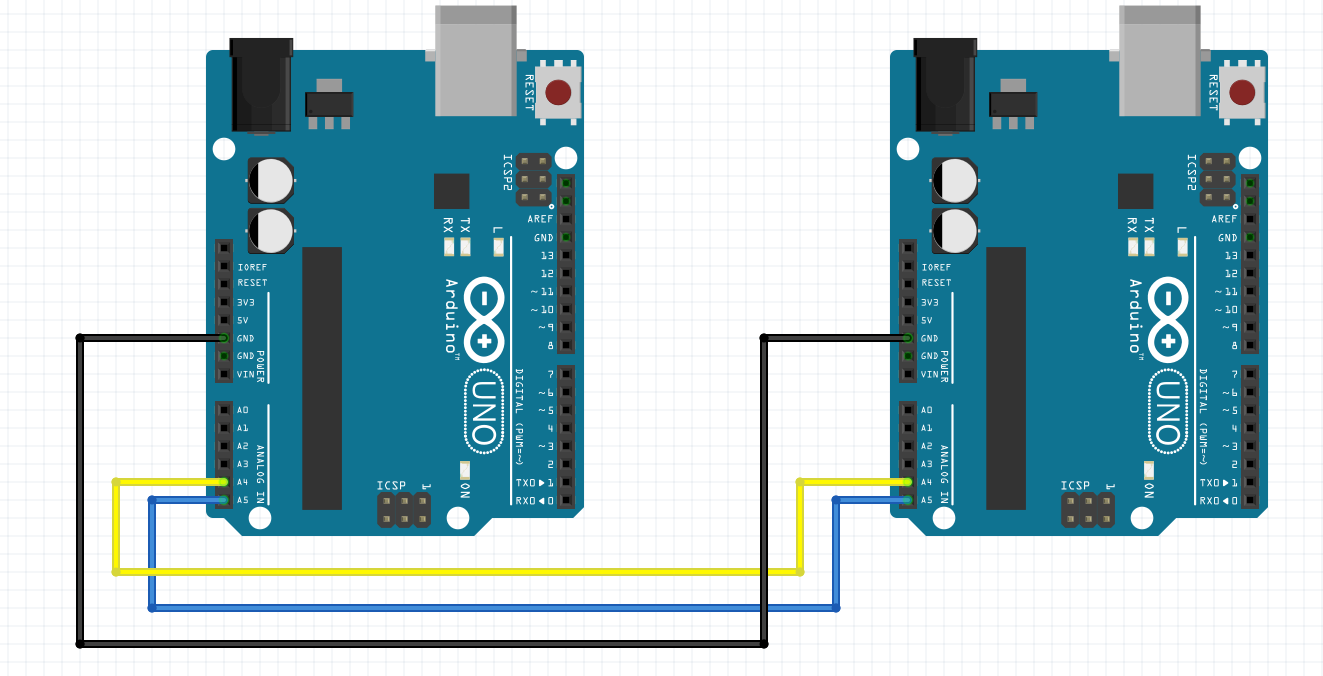 RESET
ICSP2
AREF
GND
RX
TX
L
13
12
~11
~10
~9
8
IOREF
RESET
3V3
5V
GND
GND
VIN
POWER
Arduino™
UNO
DIGITAL (PWM=~)
7
~6
~5
4
~3
2
TX0▶1
RX0◀0
A0
A1
A2
A3
A4
A5
ANALOG IN
ICSP
1
ON
RESET
ICSP2
AREF
GND
RX
TX
L
13
12
~11
~10
~9
8
IOREF
RESET
3V3
5V
GND
GND
VIN
POWER
Arduino™
UNO
DIGITAL (PWM=~)
7
~6
~5
4
~3
2
TX0▶1
RX0◀0
A0
A1
A2
A3
A4
A5
ANALOG IN
ICSP
1
ON